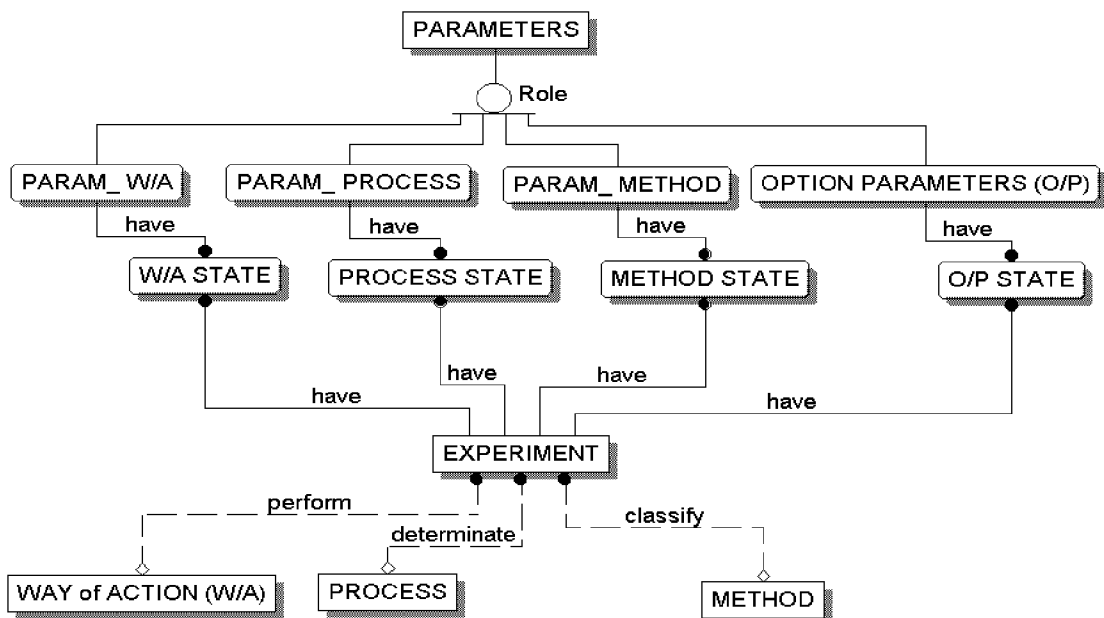 PARAMETERS
Role
PARAM_ W/A
PARAM_ PROCESS
PARAM_ METHOD
OPTION PARAMETERS (O/P)
have
have
have
have
W/A STATE
PROCESS STATE
METHOD STATE
O/P STATE
have
have
have
have
EXPERIMENT
perform
determinate
classify
WAY of ACTION (W/A)
PROCESS
METHOD